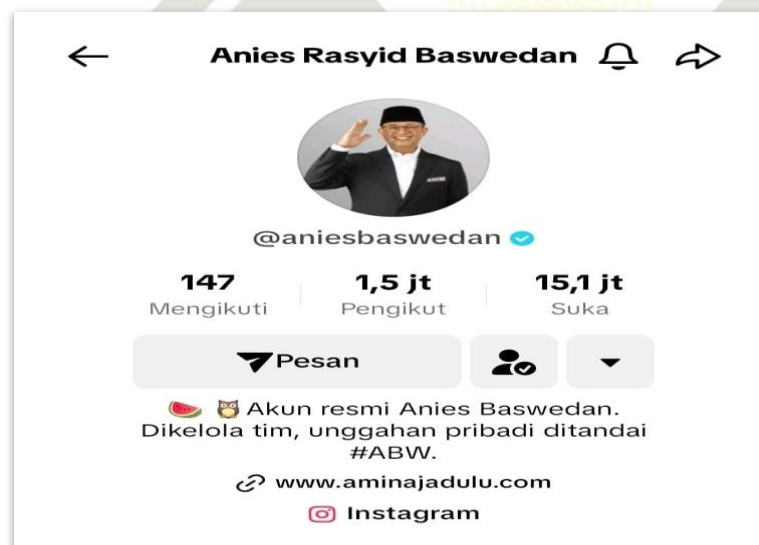 Anies Rasyid Baswedan
@aniesbaswedan
147 1,5 jt 15,1 jt
Mengikuti Pengikut Suka
Pesan
🍉 🦉 Akun resmi Anies Baswedan.
Dikelola tim, unggahan pribadi ditandai
#ABW.
www.aminajadulu.com
Instagram